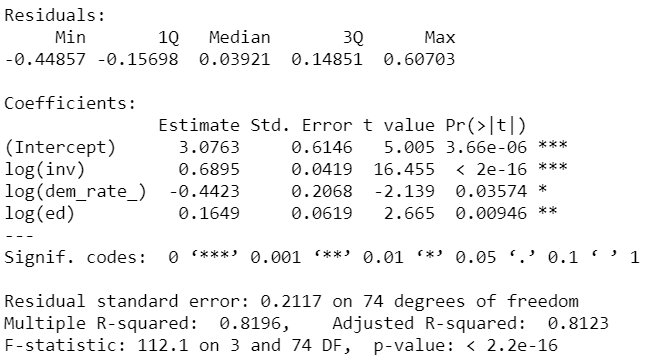 Residuals:
     Min       1Q   Median       3Q      Max
-0.44857 -0.15698  0.03921  0.14851  0.60703

Coefficients:
               Estimate Std. Error t value Pr(>|t|)
(Intercept)      3.0763     0.6146   5.005 3.66e-06 ***
log(inv)         0.6895     0.0419  16.455  < 2e-16 ***
log(dem_rate_)  -0.4423     0.2068  -2.139  0.03574 *
log(ed)          0.1649     0.0619   2.665  0.00946 **
---
Signif. codes:  0 ‘***’ 0.001 ‘**’ 0.01 ‘*’ 0.05 ‘.’ 0.1 ‘ ’ 1

Residual standard error: 0.2117 on 74 degrees of freedom
Multiple R-squared:  0.8196,    Adjusted R-squared:  0.8123
F-statistic: 112.1 on 3 and 74 DF,  p-value: < 2.2e-16